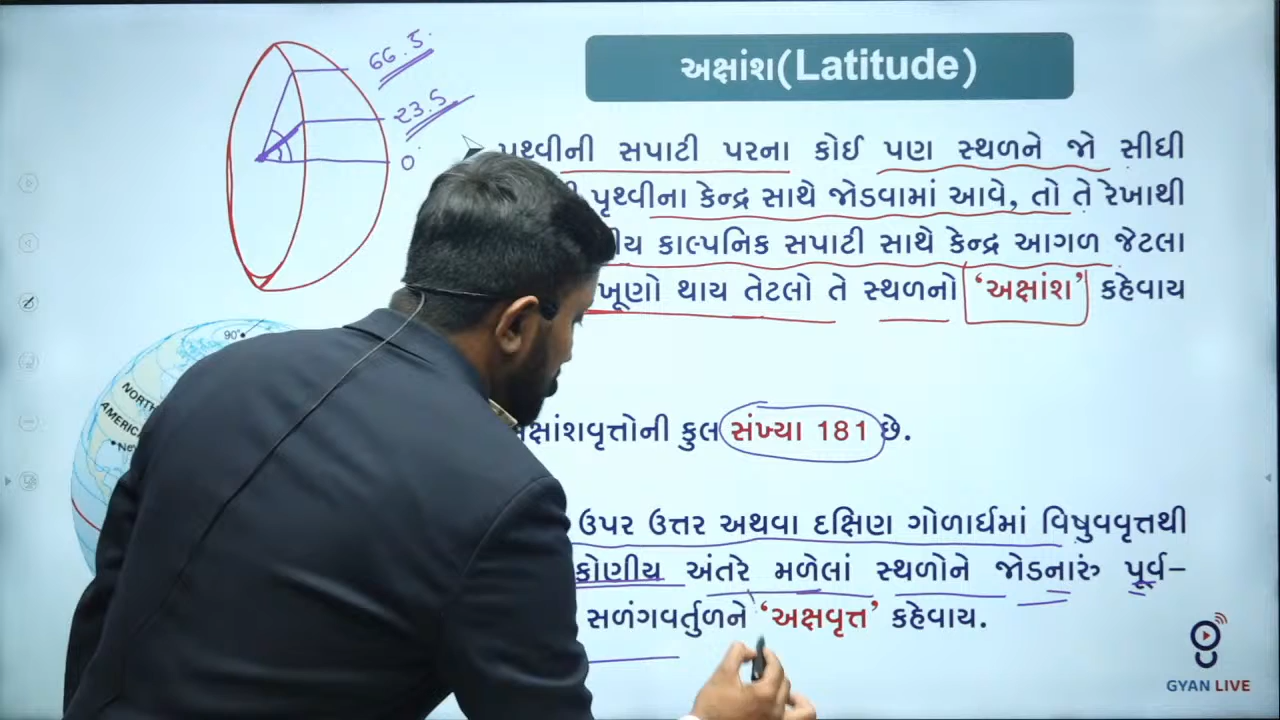 અક્ષાંશ(Latitude)
66.5
23.5
0°
પૃથ્વીની સપાટી પરના કોઈ પણ સ્થળને જો સીધી
પૃથ્વીના કેન્દ્ર સાથે જોડવામાં આવે, તો તે રેખાથી
કાલ્પનિક સપાટી સાથે કેન્દ્ર આગળ જેટલા
ખૂણો થાય તેટલો તે સ્થળનો ‘અક્ષાંશ’ કહેવાય
90°
NORTH
AMERICA
કુલ સંખ્યા 181 છે.
ઉપર ઉત્તર અથવા દક્ષિણ ગોળાર્ધમાં વિષુવવૃત્તથી
કોણીય અંતરે મળેલાં સ્થળોને જોડનારું પૂર્વ–
સળંગવર્તુળને ‘અક્ષવૃત્ત’ કહેવાય.
GYAN LIVE